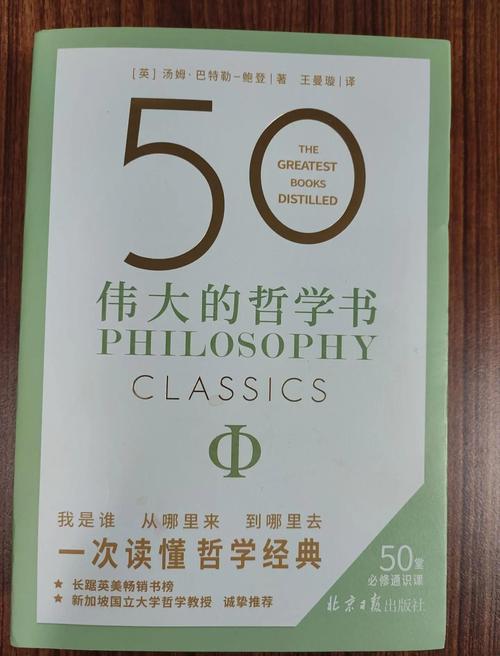 [英] 汤姆·巴特勒-鲍登|著 王曼璇|译
50
THE
GREATEST
BOOKS
DISTILLED
伟大的哲学书
PHILOSOPHY
CLASSICS
Φ
我是谁 从哪里来 到哪里去
一次读懂 哲学经典
★ 长踞英美畅销书榜
★ 新加坡国立大学哲学教授 诚挚推荐
50堂
必修通识课
北京日报出版社